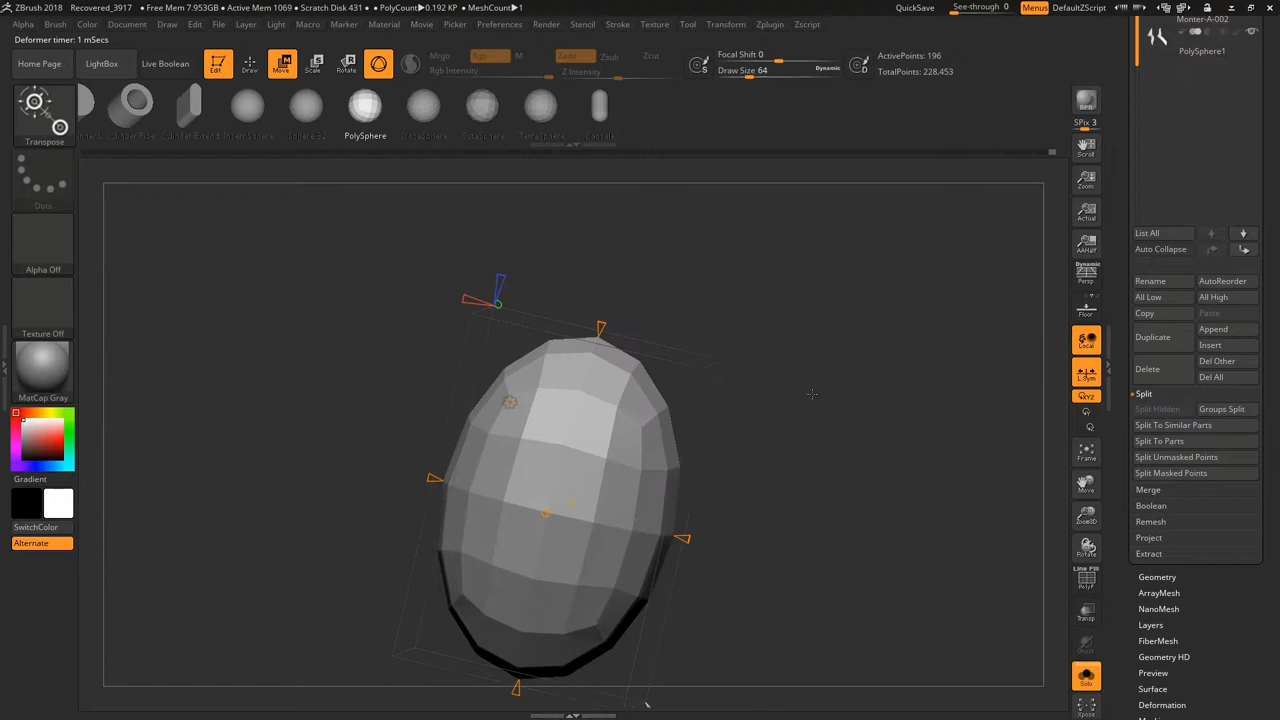 ZBrush 2018 Recovered_3917 • Free Mem 7.953GB • Active Mem 1069 • Scratch Disk 431 • PolyCount▶0.192 KP • MeshCount▶1 QuickSave See-through 0 Menus DefaultZScript
Alpha Brush Color Document Draw Edit File Layer Light Macro Marker Material Movie Picker Preferences Render Stencil Stroke Texture Tool Transform Zplugin Zscript
Deformer timer: 1 mSecs
Home Page LightBox Live Boolean Edit Draw Move Scale Rotate
Mrgb Rgb M Zadd Zsub Zcut
Rgb Intensity Z Intensity
Focal Shift 0
Draw Size 64 Dynamic
ActivePoints: 196
TotalPoints: 228,453
CylinderExtend InsertSphere PolySphere Capsule
Transpose
Dots
Alpha Off
Texture Off
MatCap Gray
Gradient
SwitchColor
Alternate
BPR
SPix 3
Scroll
Zoom
Actual
AAHalf
Dynamic
Persp
Floor
Local
L.Sym
XYZ
Frame
Move
Zoom3D
Rotate
Line Fill
PolyF
Transp
Ghost
Solo
Xpose
Monter-A-002
PolySphere1
List All
Auto Collapse
Rename AutoReorder
All Low All High
Copy Paste
Duplicate Append
Insert
Delete Del Other
Del All
Split
Split Hidden Groups Split
Split To Similar Parts
Split To Parts
Split Unmasked Points
Split Masked Points
Merge
Boolean
Remesh
Project
Extract
Geometry
ArrayMesh
NanoMesh
Layers
FiberMesh
Geometry HD
Preview
Surface
Deformation